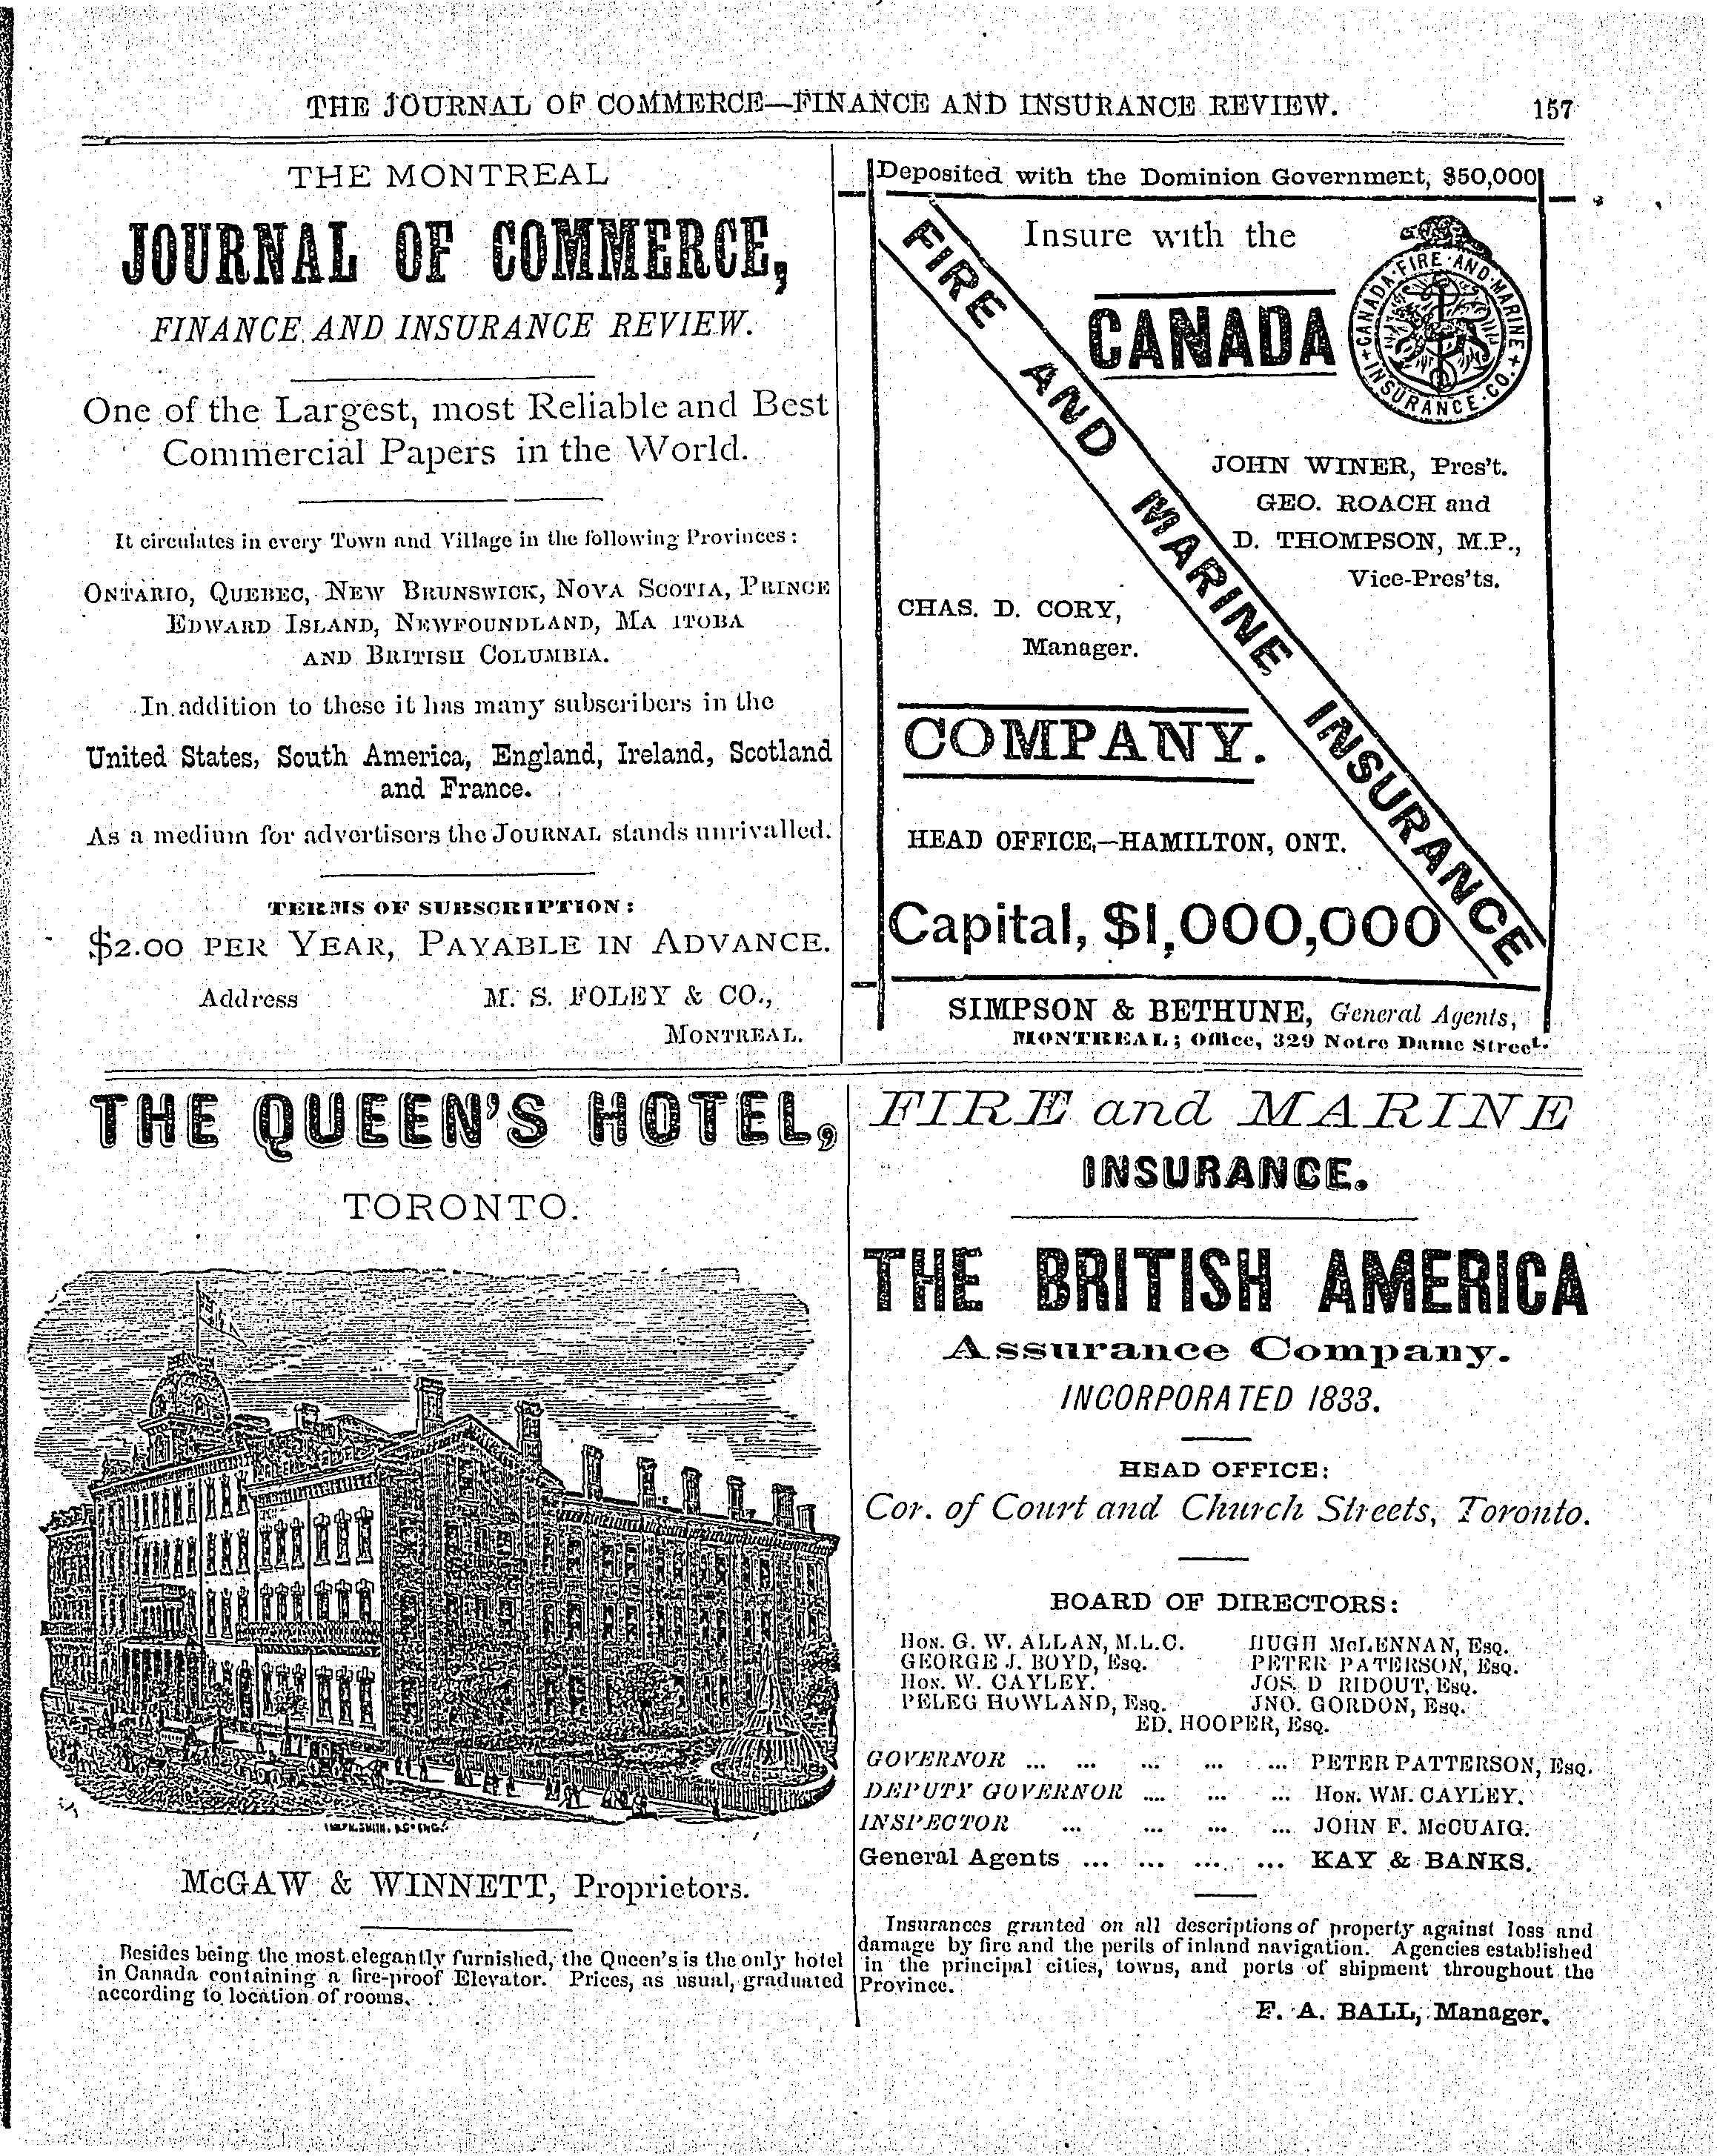 THE JOURNAL OF COMMERCE—FINANCE AND INSURANCE REVIEW. 157
THE MONTREAL
JOURNAL OF COMMERCE,
FINANCE AND INSURANCE REVIEW.
One of the Largest, most Reliable and Best
Commercial Papers in the World.
It circulates in every Town and Village in the following Provinces:
ONTARIO, QUEBEC, NEW BRUNSWICK, NOVA SCOTIA, PRINCE
EDWARD ISLAND, NEWFOUNDLAND, MA ITOBA
AND BRITISH COLUMBIA.
In addition to these it has many subscribers in the
United States, South America, England, Ireland, Scotland
and France.
As a medium for advertisers the JOURNAL stands unrivalled.
TERMS OF SUBSCRIPTION:
$2.00 PER YEAR, PAYABLE IN ADVANCE.
Address M. S. FOLEY & CO.,
MONTREAL.
Deposited with the Dominion Government, $50,000
Insure with the
CANADA
FIRE AND MARINE INSURANCE
CANADA·FIRE·AND·MARINE
+INSURANCE·CO.+
JOHN WINER, Pres't.
GEO. ROACH and
D. THOMPSON, M.P.,
Vice-Pres'ts.
CHAS. D. CORY,
Manager.
COMPANY.
HEAD OFFICE,—HAMILTON, ONT.
Capital, $1,000,000
SIMPSON & BETHUNE, General Agents,
MONTREAL; Office, 329 Notre Dame Street.
THE QUEEN'S HOTEL,
TORONTO.
McGAW & WINNETT, Proprietors.
Besides being the most elegantly furnished, the Queen's is the only hotel
in Canada containing a fire-proof Elevator. Prices, as usual, graduated
according to location of rooms.
FIRE and MARINE
INSURANCE.
THE BRITISH AMERICA
Assurance Company.
INCORPORATED 1833.
HEAD OFFICE:
Cor. of Court and Church Streets, Toronto.
BOARD OF DIRECTORS:
HON. G. W. ALLAN, M.L.C. HUGH McLENNAN, ESQ.
GEORGE J. BOYD, ESQ. PETER PATERSON, ESQ.
HON. W. CAYLEY. JOS. D RIDOUT, ESQ.
PELEG HOWLAND, ESQ. JNO. GORDON, ESQ.
ED. HOOPER, ESQ.
GOVERNOR ... ... ... ... ... PETER PATTERSON, ESQ.
DEPUTY GOVERNOR .... ... ... HON. WM. CAYLEY.
INSPECTOR ... ... ... ... JOHN F. McCUAIG.
General Agents ... ... .... ... KAY & BANKS.
Insurances granted on all descriptions of property against loss and
damage by fire and the perils of inland navigation. Agencies established
in the principal cities, towns, and ports of shipment throughout the
Province.
F. A. BALL, Manager.